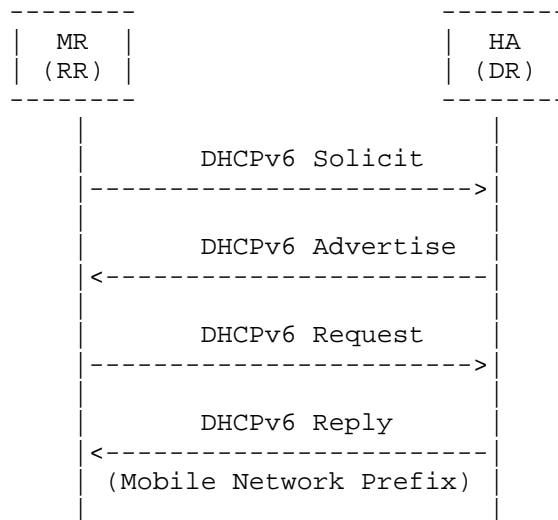 MR HA
(RR) (DR)
DHCPv6 Solicit
DHCPv6 Advertise
DHCPv6 Request
DHCPv6 Reply
(Mobile Network Prefix)